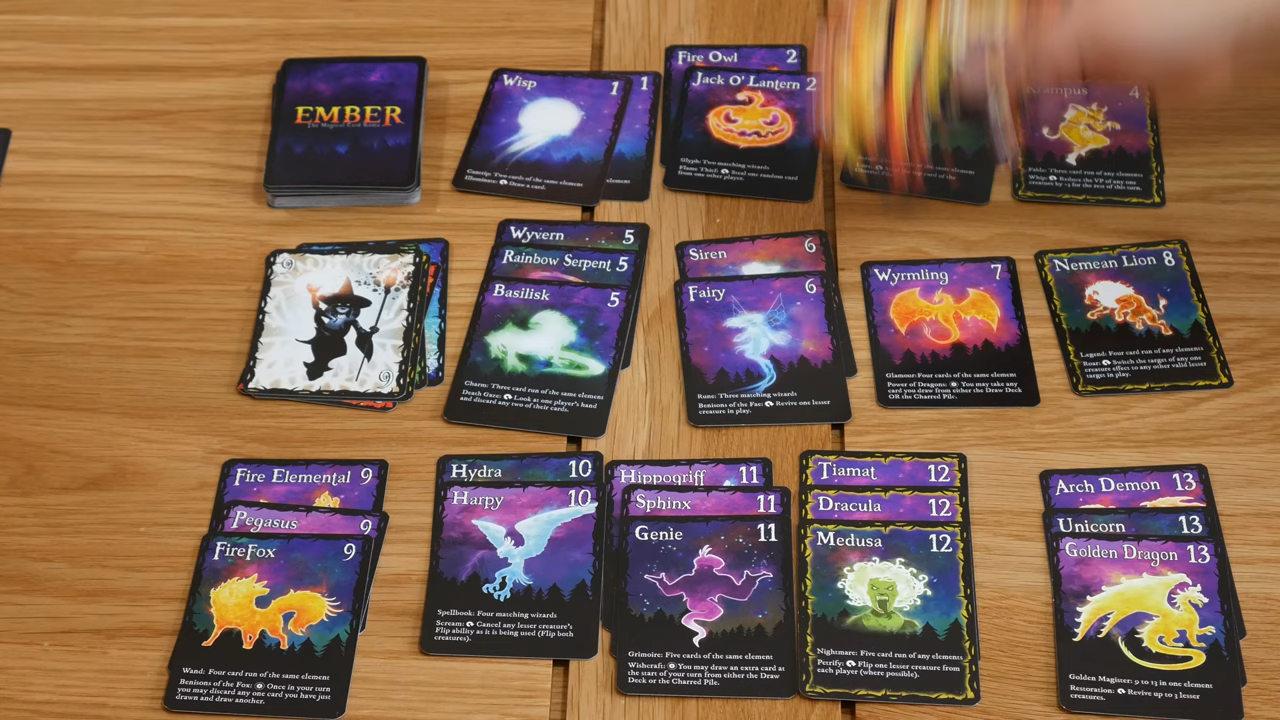 EMBER
The Magical Card Game
Wisp 1
1
Cantrip: Two cards of the same element
Illuminate: Draw a card.
element
Fire Owl 2
Jack O' Lantern 2
Glyph: Two matching wizards
Flame Thief: Steal one random card
from one other player.
Krampus 4
Fable: Three card run of any elements
Whip: Reduce the VP of any one
creature by -3 for the rest of this turn.
9
9
Wyvern 5
Rainbow Serpent 5
Basilisk 5
Charm: Three card run of the same element
Death Gaze: Look at one player's hand
and discard any two of their cards.
Siren 6
Fairy 6
Rune: Three matching wizards
Benisons of the Fae: Revive one lesser
creature in play.
Wyrmling 7
Glamour: Four cards of the same element
Power of Dragons: You may take any
card you draw from either the Draw Deck
OR the Charred Pile.
Nemean Lion 8
Legend: Four card run of any elements
Roar: Switch the target of any one
creature effect to any other valid lesser
target in play.
Fire Elemental 9
Pegasus 9
FireFox 9
Wand: Four card run of the same element
Benisons of the Fox: Once in your turn
you may discard any one card you have just
drawn and draw another.
Hydra 10
Harpy 10
Spellbook: Four matching wizards
Scream: Cancel any lesser creature's
Flip ability as it is being used (Flip both
creatures).
Hippogriff 11
Sphinx 11
Genie 11
Grimoire: Five cards of the same element
Wishcraft: You may draw an extra card at
the start of your turn from either the Draw
Deck or the Charred Pile.
Tiamat 12
Dracula 12
Medusa 12
Nightmare: Five card run of any elements
Petrify: Flip one lesser creature from
each player (where possible).
Arch Demon 13
Unicorn 13
Golden Dragon 13
Golden Magister: 9 to 13 in one element
Restoration: Revive up to 3 lesser
creatures.